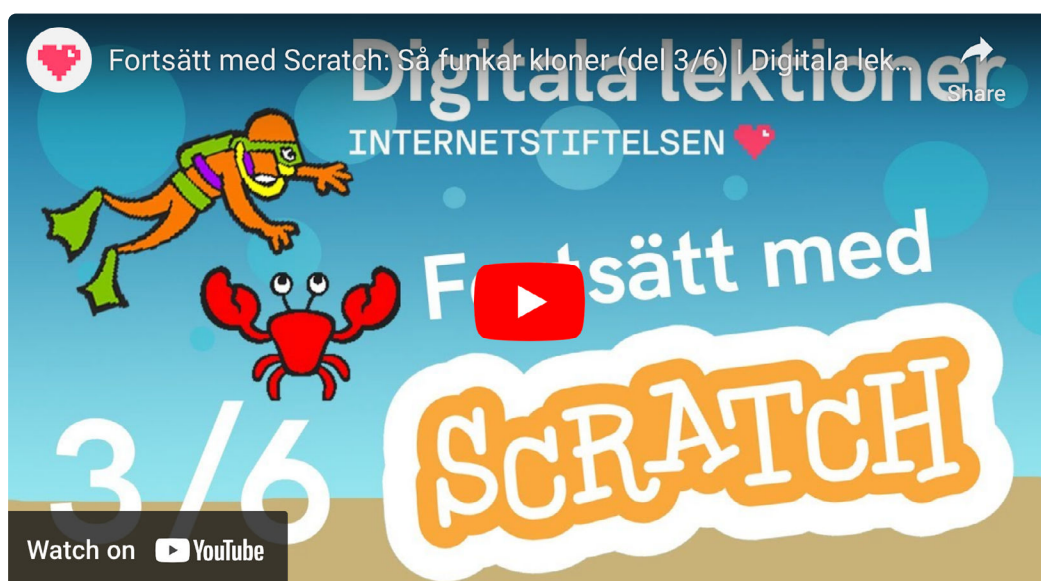 Fortsätt med Scratch: Så funkar kloner (del 3/6) | Digitala lek...
Share
Digitala lektioner
INTERNETSTIFTELSEN
Fortsätt med
SCRATCH
3/6
Watch on YouTube